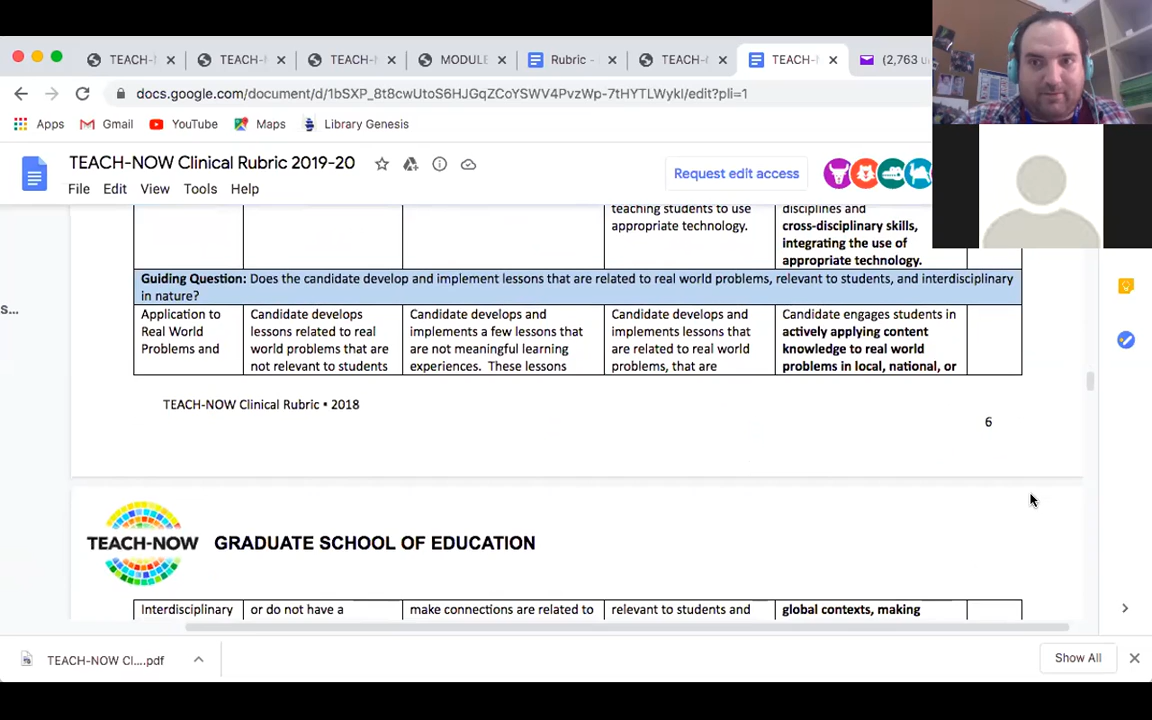 TEACH-
TEACH-
TEACH-
MODULE
Rubric -
TEACH-
TEACH-
(2,763 u
docs.google.com/document/d/1bSXP_8t8cwUtoS6HJGqZCoYSWV4PvzWp-7tHYTLWykI/edit?pli=1
Apps
Gmail
YouTube
Maps
Library Genesis
TEACH-NOW Clinical Rubric 2019-20
Request edit access
File Edit View Tools Help
teaching students to use
appropriate technology.
disciplines and
cross-disciplinary skills,
integrating the use of
appropriate technology.
Guiding Question: Does the candidate develop and implement lessons that are related to real world problems, relevant to students, and interdisciplinary
in nature?
Application to
Real World
Problems and
Candidate develops
lessons related to real
world problems that are
not relevant to students
Candidate develops and
implements a few lessons that
are not meaningful learning
experiences. These lessons
Candidate develops and
implements lessons that
are related to real world
problems, that are
Candidate engages students in
actively applying content
knowledge to real world
problems in local, national, or
s...
TEACH-NOW Clinical Rubric • 2018
6
TEACH-NOW
GRADUATE SCHOOL OF EDUCATION
Interdisciplinary
or do not have a
make connections are related to
relevant to students and
global contexts, making
TEACH-NOW Cl....pdf
Show All